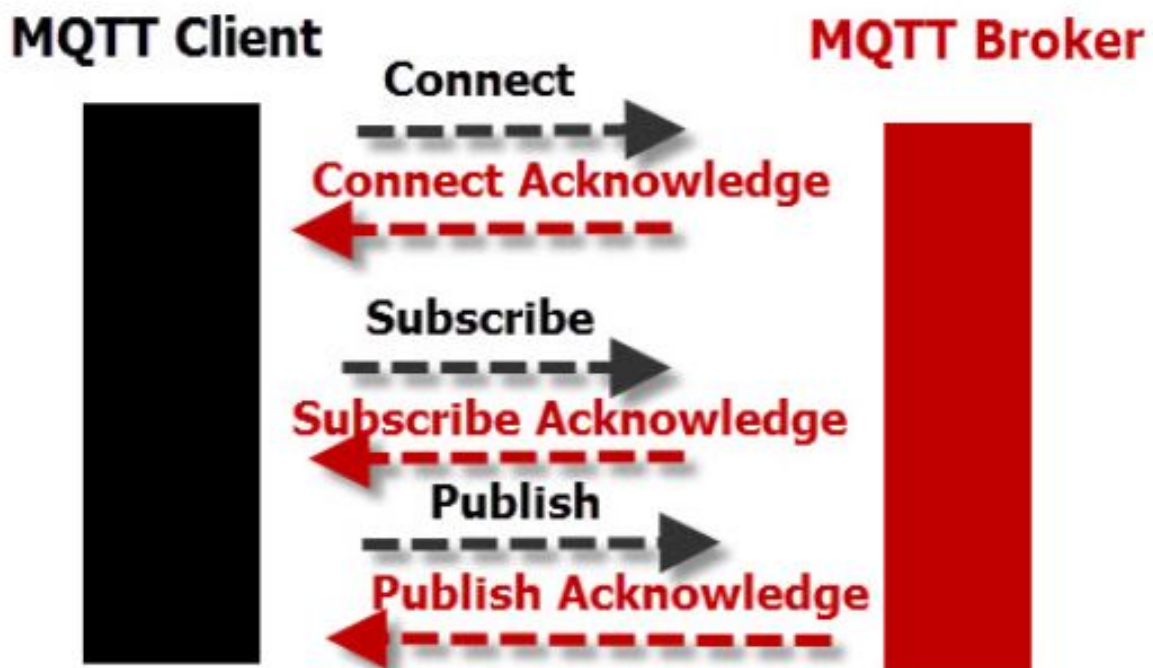 MQTT Client
MQTT Broker
Connect
Connect Acknowledge
Subscribe
Subscribe Acknowledge
Publish
Publish Acknowledge